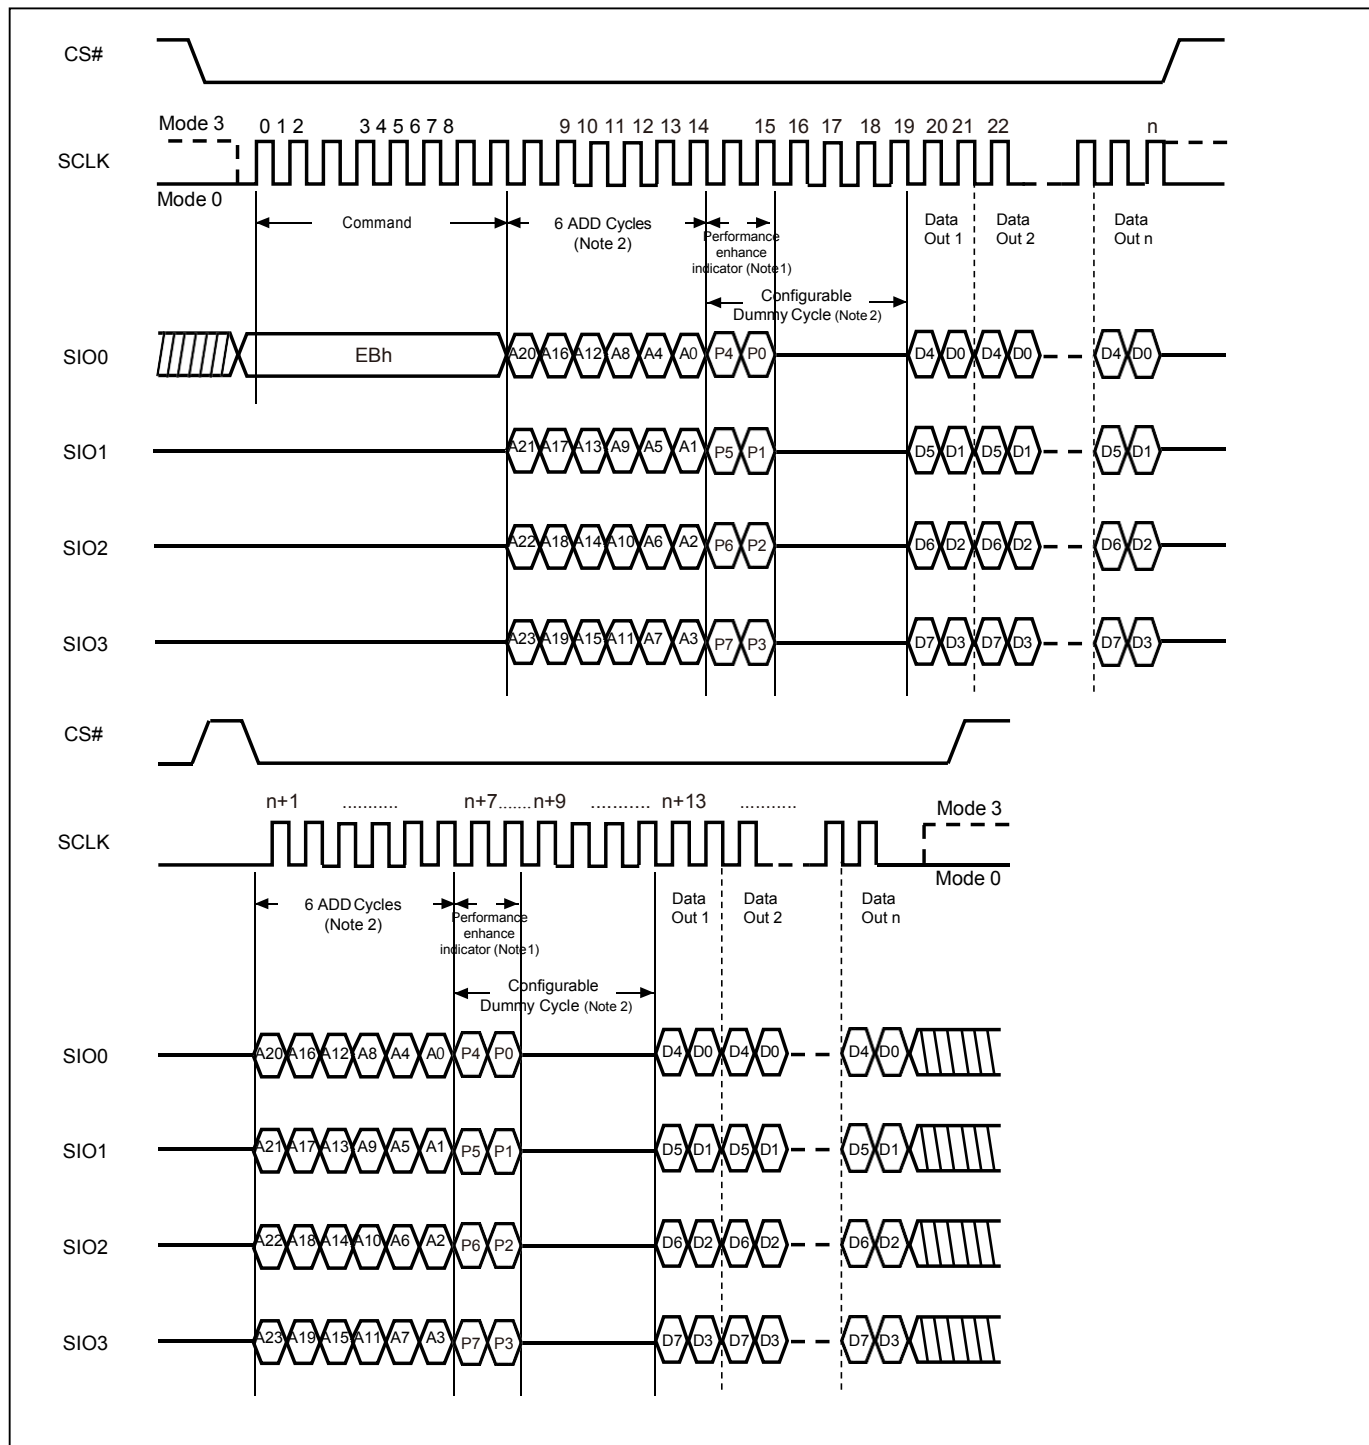 CS#
Mode 3
0 1 2 3 4 5 6 7 8 9 10 11 12 13 14 15 16 17 18 19 20 21 22 n
SCLK
Mode 0
Command
6 ADD Cycles
(Note 2)
Performance
enhance
indicator (Note 1)
Data
Out 1
Data
Out 2
Data
Out n
Configurable
Dummy Cycle (Note 2)
SIO0 EBh A20 A16 A12 A8 A4 A0 P4 P0 D4 D0 D4 D0 D4 D0
SIO1 A21 A17 A13 A9 A5 A1 P5 P1 D5 D1 D5 D1 D5 D1
SIO2 A22 A18 A14 A10 A6 A2 P6 P2 D6 D2 D6 D2 D6 D2
SIO3 A23 A19 A15 A11 A7 A3 P7 P3 D7 D3 D7 D3 D7 D3
CS#
n+1 ........... n+7.......n+9 ........... n+13 ...........
Mode 3
SCLK
Mode 0
6 ADD Cycles
(Note 2)
Performance
enhance
indicator (Note 1)
Data
Out 1
Data
Out 2
Data
Out n
Configurable
Dummy Cycle (Note 2)
SIO0 A20 A16 A12 A8 A4 A0 P4 P0 D4 D0 D4 D0 D4 D0
SIO1 A21 A17 A13 A9 A5 A1 P5 P1 D5 D1 D5 D1 D5 D1
SIO2 A22 A18 A14 A10 A6 A2 P6 P2 D6 D2 D6 D2 D6 D2
SIO3 A23 A19 A15 A11 A7 A3 P7 P3 D7 D3 D7 D3 D7 D3